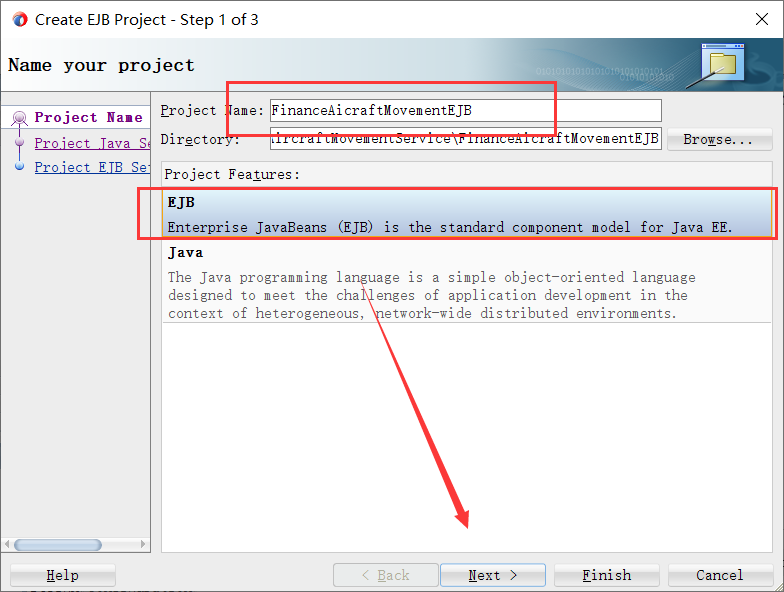 Create EJB Project - Step 1 of 3
Name your project
Project Name
Project Java Se
Project EJB Set
Project Name: FinanceAicraftMovementEJB
Directory: \ircraftMovementService\FinanceAicraftMovementEJB Browse...
Project Features:
EJB
Enterprise JavaBeans (EJB) is the standard component model for Java EE.
Java
The Java programming language is a simple object-oriented language
designed to meet the challenges of application development in the
context of heterogeneous, network-wide distributed environments.
Help < Back Next > Finish Cancel